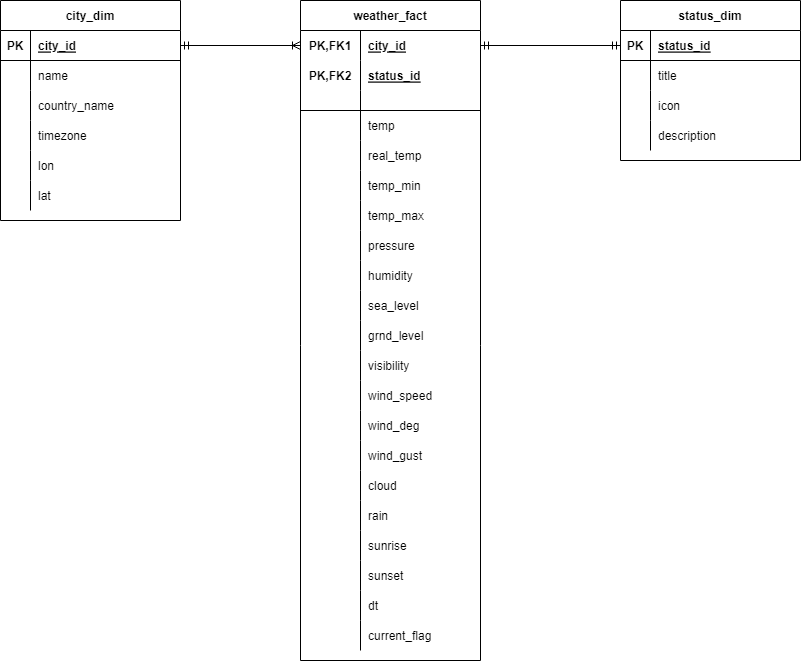 city_dim
PK city_id
name
country_name
timezone
lon
lat
weather_fact
PK,FK1 city_id
PK,FK2 status_id
temp
real_temp
temp_min
temp_max
pressure
humidity
sea_level
grnd_level
visibility
wind_speed
wind_deg
wind_gust
cloud
rain
sunrise
sunset
dt
current_flag
status_dim
PK status_id
title
icon
description